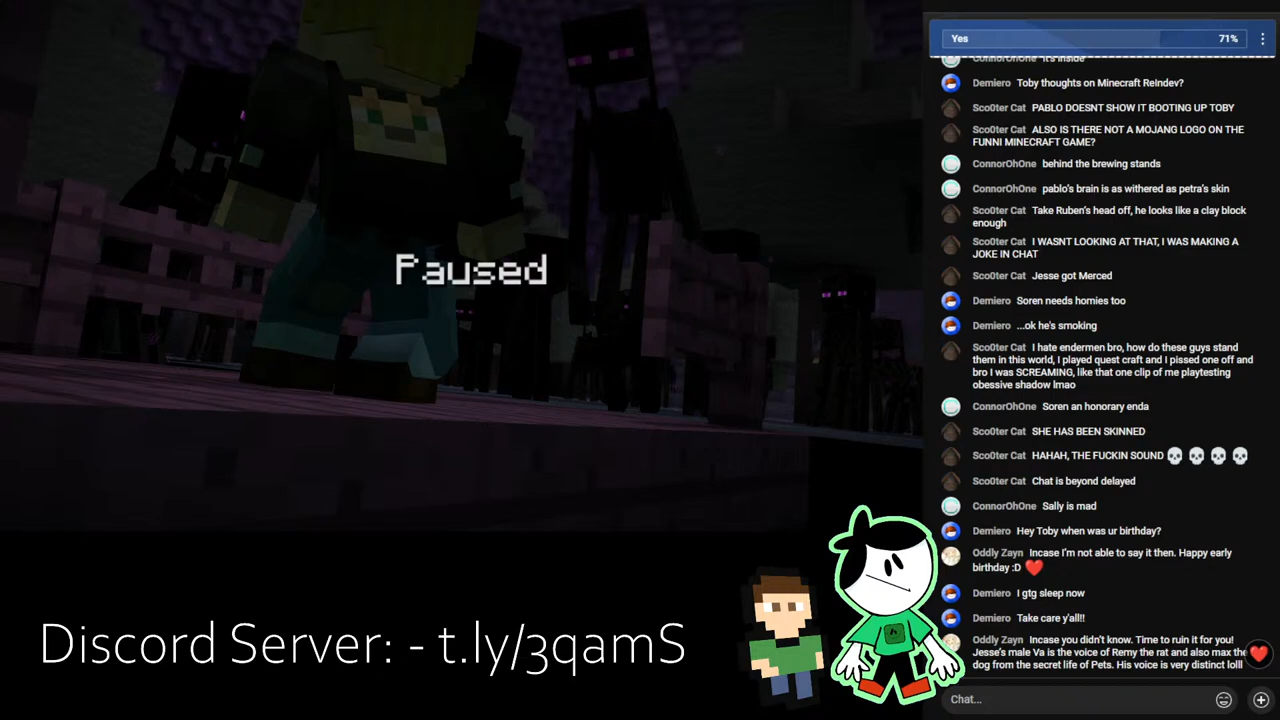 Paused
Discord Server: - t.ly/3qamS
Yes 71%
ConnorOhOne It's inside
Demiero Toby thoughts on Minecraft ReIndev?
Sco0ter Cat PABLO DOESNT SHOW IT BOOTING UP TOBY
Sco0ter Cat ALSO IS THERE NOT A MOJANG LOGO ON THE
FUNNI MINECRAFT GAME?
ConnorOhOne behind the brewing stands
ConnorOhOne pablo's brain is as withered as petra's skin
Sco0ter Cat Take Ruben's head off, he looks like a clay block
enough
Sco0ter Cat I WASNT LOOKING AT THAT, I WAS MAKING A
JOKE IN CHAT
Sco0ter Cat Jesse got Merced
Demiero Soren needs homies too
Demiero ...ok he's smoking
Sco0ter Cat I hate endermen bro, how do these guys stand
them in this world, I played quest craft and I pissed one off and
bro I was SCREAMING, like that one clip of me playtesting
obessive shadow lmao
ConnorOhOne Soren an honorary enda
Sco0ter Cat SHE HAS BEEN SKINNED
Sco0ter Cat HAHAH, THE FUCKIN SOUND 💀 💀 💀 💀
Sco0ter Cat Chat is beyond delayed
ConnorOhOne Sally is mad
Demiero Hey Toby when was ur birthday?
Oddly Zayn Incase I'm not able to say it then. Happy early
birthday :D ❤️
Demiero I gtg sleep now
Demiero Take care y'all!!
Oddly Zayn Incase you didn't know. Time to ruin it for you!
Jesse's male Va is the voice of Remy the rat and also max the
dog from the secret life of Pets. His voice is very distinct lolll
Chat...